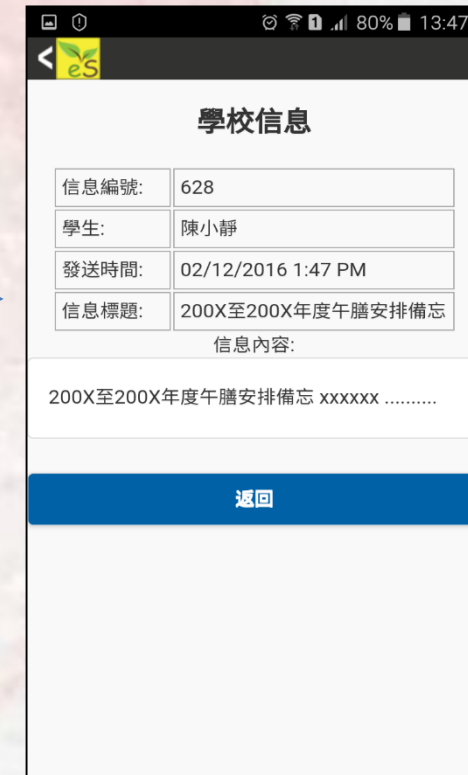 1 80% 13:47
eS
學校信息
信息編號: 628
學生: 陳小靜
發送時間: 02/12/2016 1:47 PM
信息標題: 200X至200X年度午膳安排備忘
信息內容:
200X至200X年度午膳安排備忘 xxxxxx ..........
返回